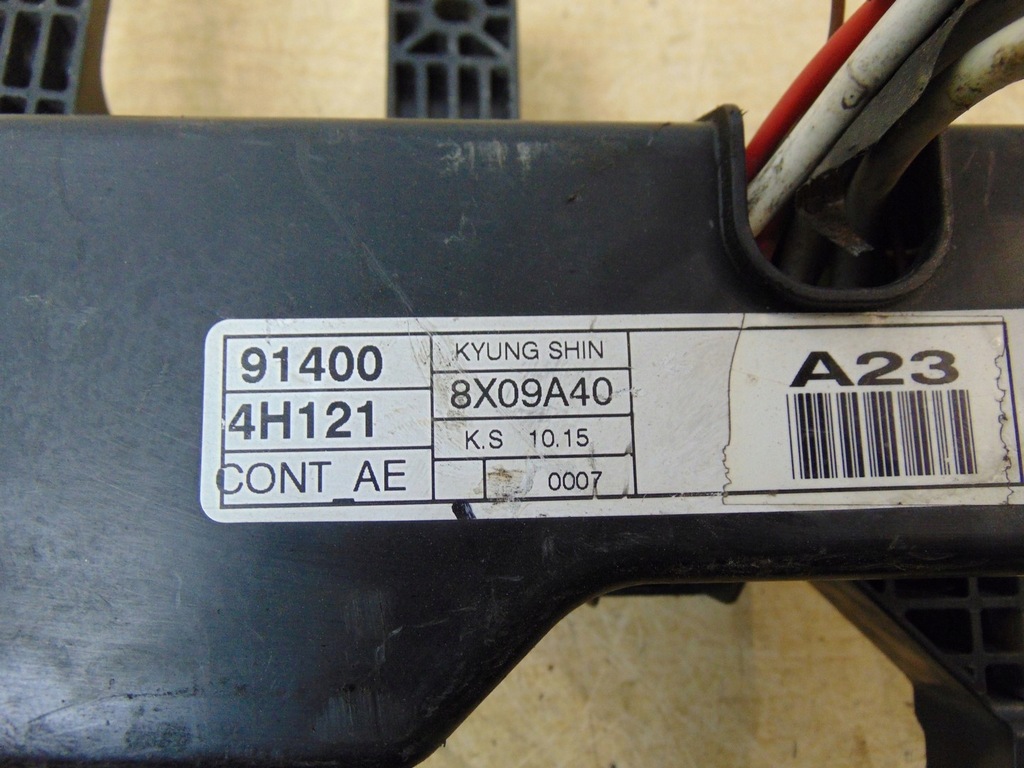 91400
4H121
CONT_AE
KYUNG SHIN
8X09A40
K.S 10.15
0007
A23